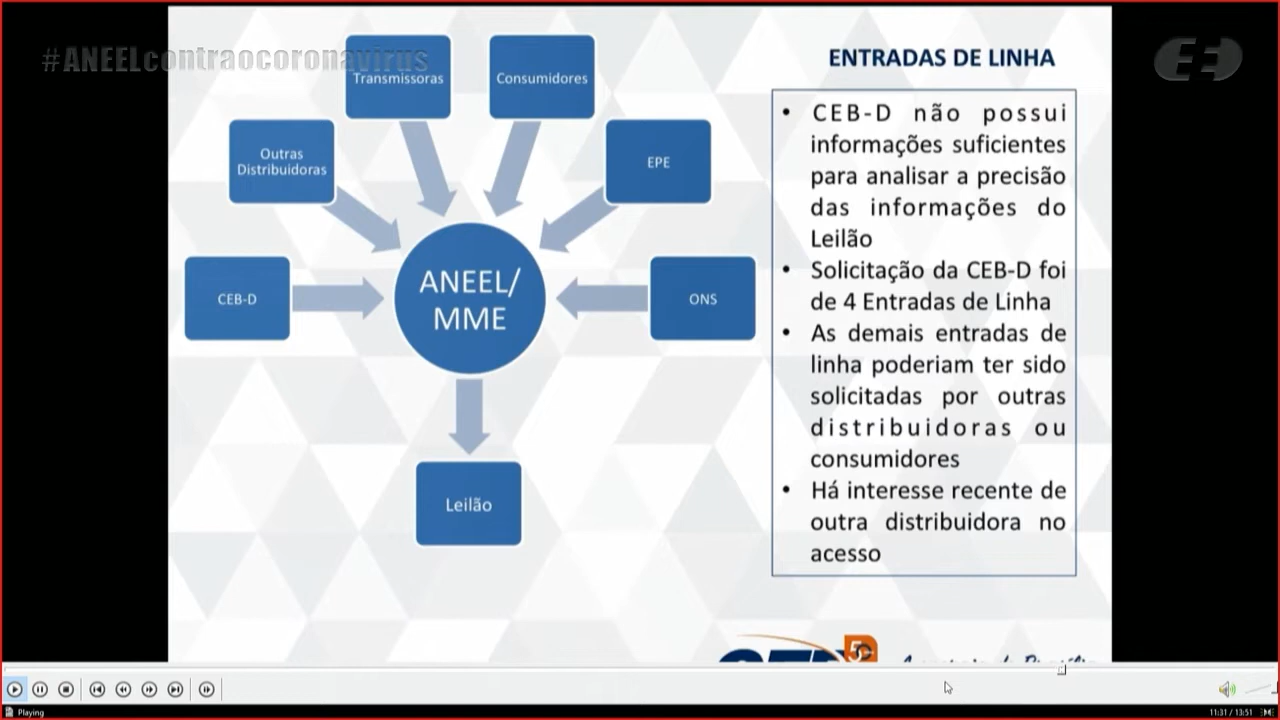 #ANEELcontraocoronavirus
Transmissoras
Consumidores
Outras
Distribuidoras
EPE
CEB-D
ANEEL/
MME
ONS
Leilão
ENTRADAS DE LINHA
• CEB-D não possui
informações suficientes
para analisar a precisão
das informações do
Leilão
• Solicitação da CEB-D foi
de 4 Entradas de Linha
• As demais entradas de
linha poderiam ter sido
solicitadas por outras
distribuidoras ou
consumidores
• Há interesse recente de
outra distribuidora no
acesso
Playing
11:31 / 13:51